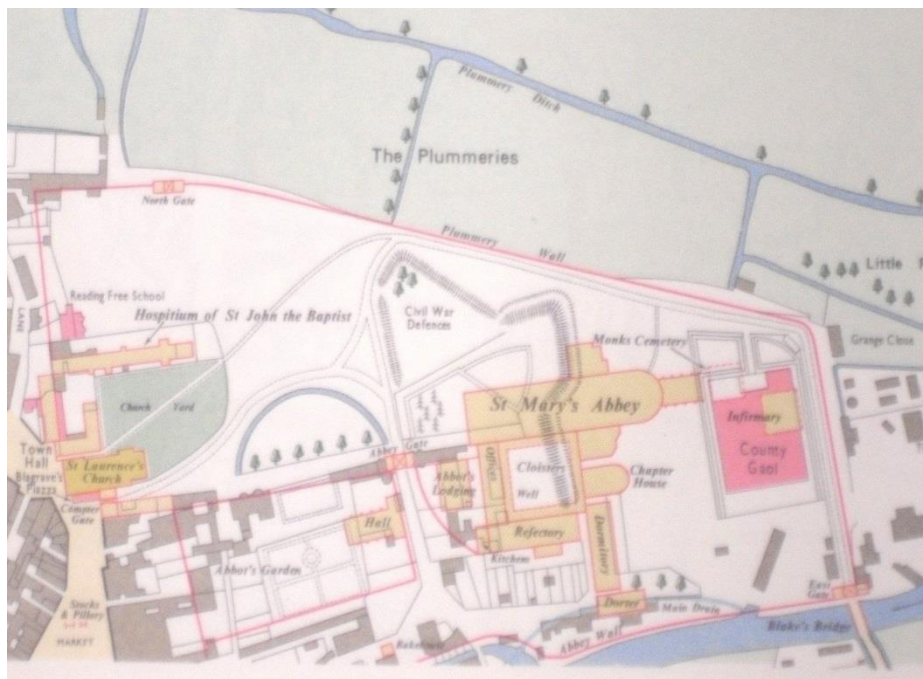 Plummery Ditch
The Plummeries
North Gate
Plummery Wall
Little
Reading Free School
Hospitium of St John the Baptist
Civil War
Defences
LANE
Monks Cemetery
Grange Close
Church Yard
St Mary's Abbey
Infirmary
County
Gaol
Town
Hall
Blagrave's
Piazza
St Laurence's
Church
Abbey Gate
Abbot's
Lodging
Offices
Cloisters
Well
Chapter
House
Compter
Gate
Hall
Refectory
Dormitory
Kitchen
Abbot's Garden
East
Gate
Stocks
& Pillory
Dorter
Main Drain
Blake's Bridge
MARKET
Bakehouse
Abbey Wall